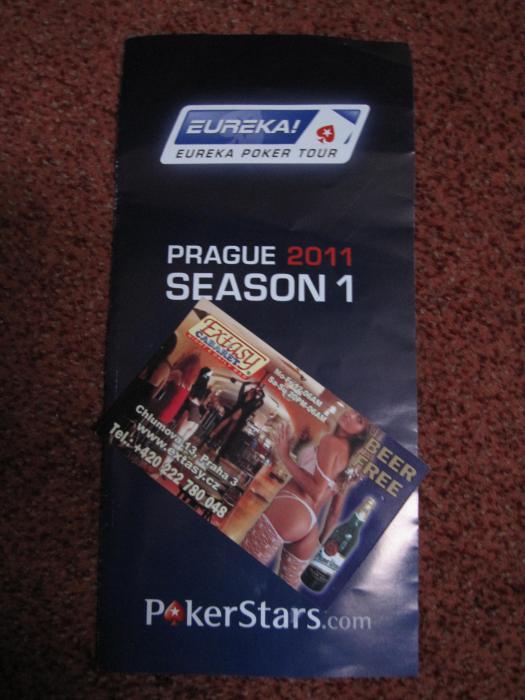 EUREKA!
EUREKA POKER TOUR
PRAGUE 2011
SEASON 1
Extasy
CABARET
BEER
FREE
Chlumova 13, Praha 3
www.extasy.cz
Tel.: +420 222 780 048
PokerStars.com